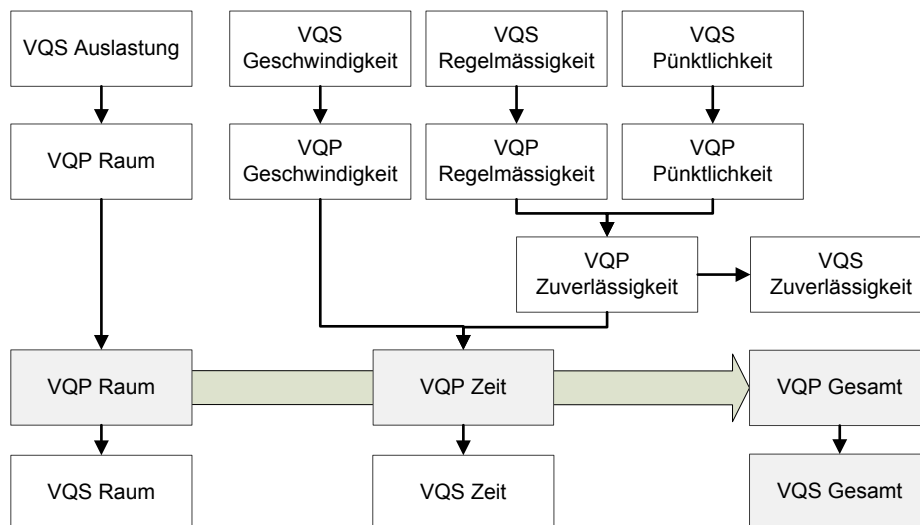 VQS Auslastung
VQS
Geschwindigkeit
VQS
Regelmässigkeit
VQS
Pünktlichkeit
VQP Raum
VQP
Geschwindigkeit
VQP
Regelmässigkeit
VQP
Pünktlichkeit
VQP
Zuverlässigkeit
VQS
Zuverlässigkeit
VQP Raum
VQP Zeit
VQP Gesamt
VQS Raum
VQS Zeit
VQS Gesamt